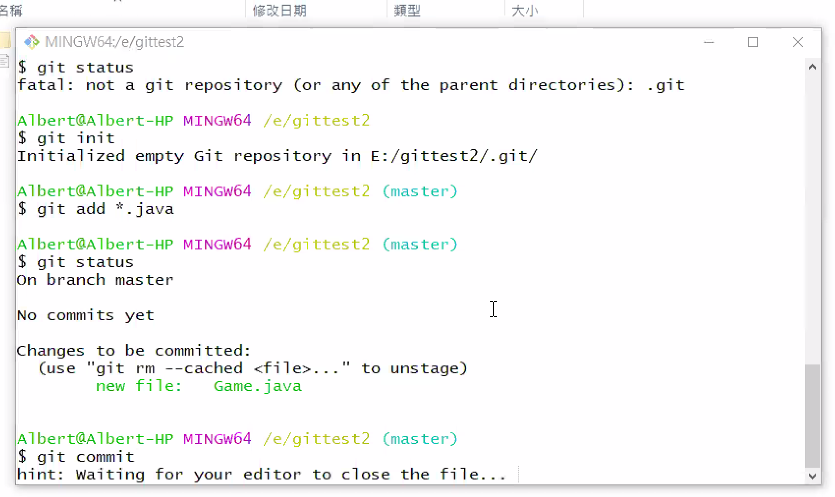 名稱 修改日期 類型 大小
MINGW64:/e/gittest2
$ git status
fatal: not a git repository (or any of the parent directories): .git
Albert@Albert-HP MINGW64 /e/gittest2
$ git init
Initialized empty Git repository in E:/gittest2/.git/
Albert@Albert-HP MINGW64 /e/gittest2 (master)
$ git add *.java
Albert@Albert-HP MINGW64 /e/gittest2 (master)
$ git status
On branch master
No commits yet
Changes to be committed:
(use "git rm --cached <file>..." to unstage)
new file: Game.java
Albert@Albert-HP MINGW64 /e/gittest2 (master)
$ git commit
hint: Waiting for your editor to close the file...